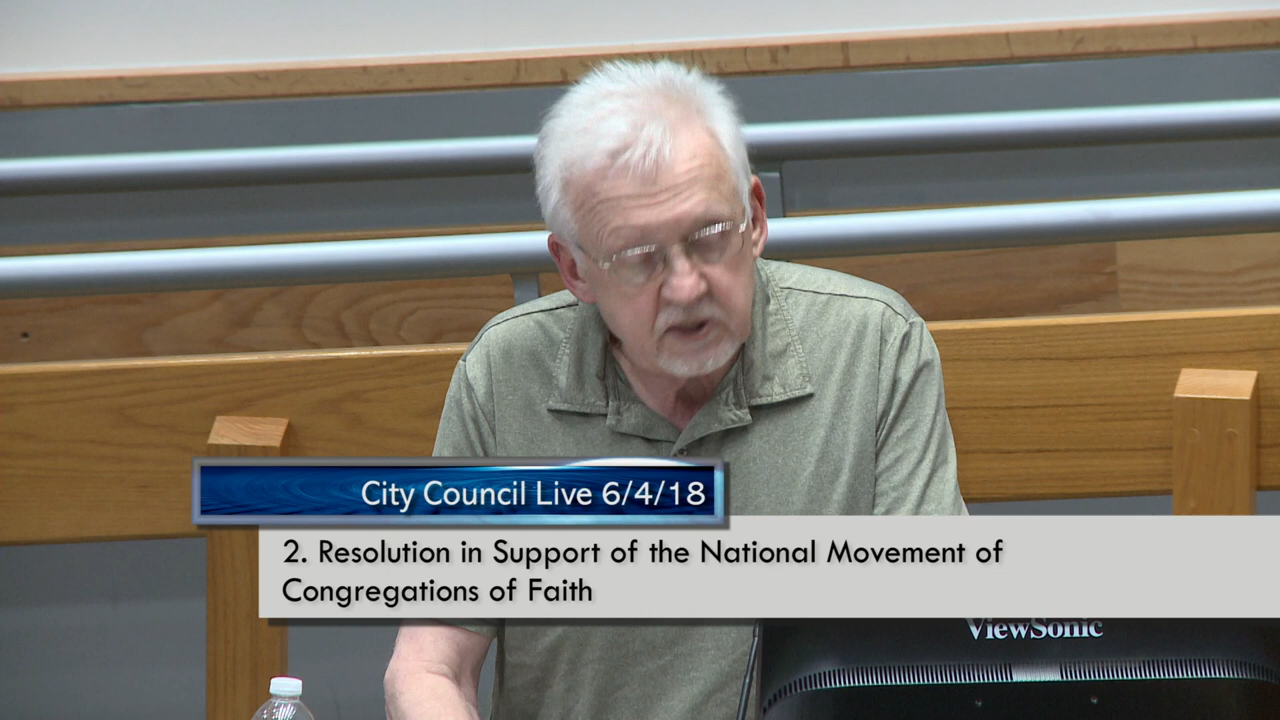 City Council Live 6/4/18
2. Resolution in Support of the National Movement of
Congregations of Faith
ViewSonic